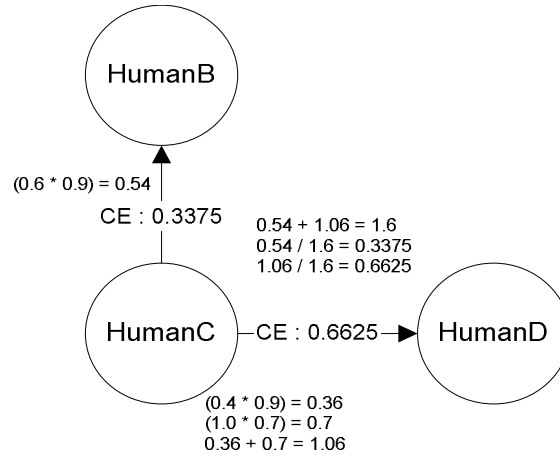 HumanB
(0.6 * 0.9) = 0.54
CE : 0.3375
0.54 + 1.06 = 1.6
0.54 / 1.6 = 0.3375
1.06 / 1.6 = 0.6625
HumanC
CE : 0.6625
HumanD
(0.4 * 0.9) = 0.36
(1.0 * 0.7) = 0.7
0.36 + 0.7 = 1.06